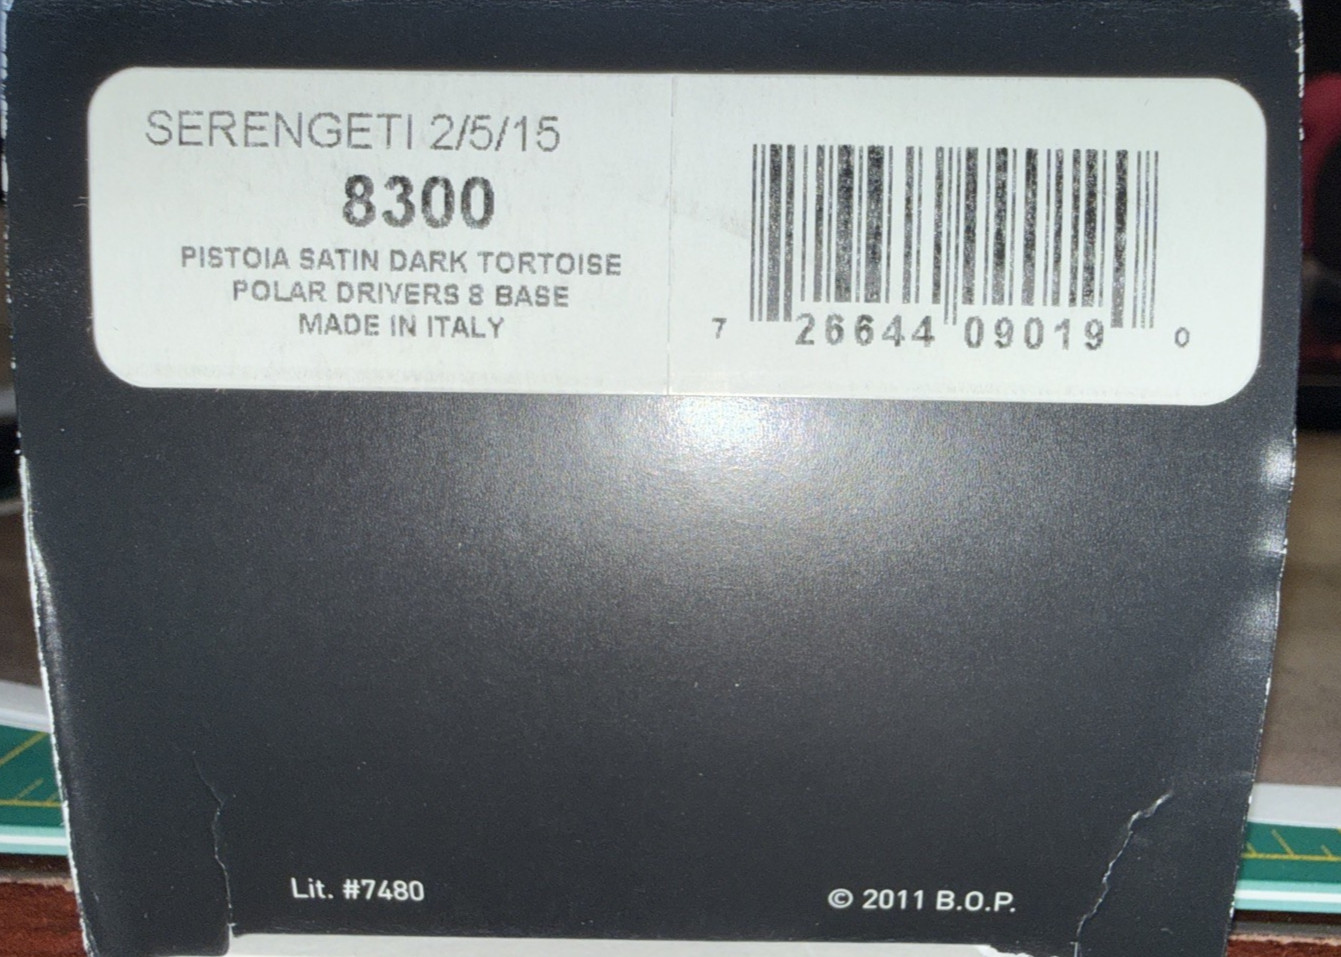 SERENGETI 2/5/15
8300
PISTOIA SATIN DARK TORTOISE
POLAR DRIVERS 8 BASE
MADE IN ITALY
7 26644 09019 0
Lit. #7480
© 2011 B.O.P.